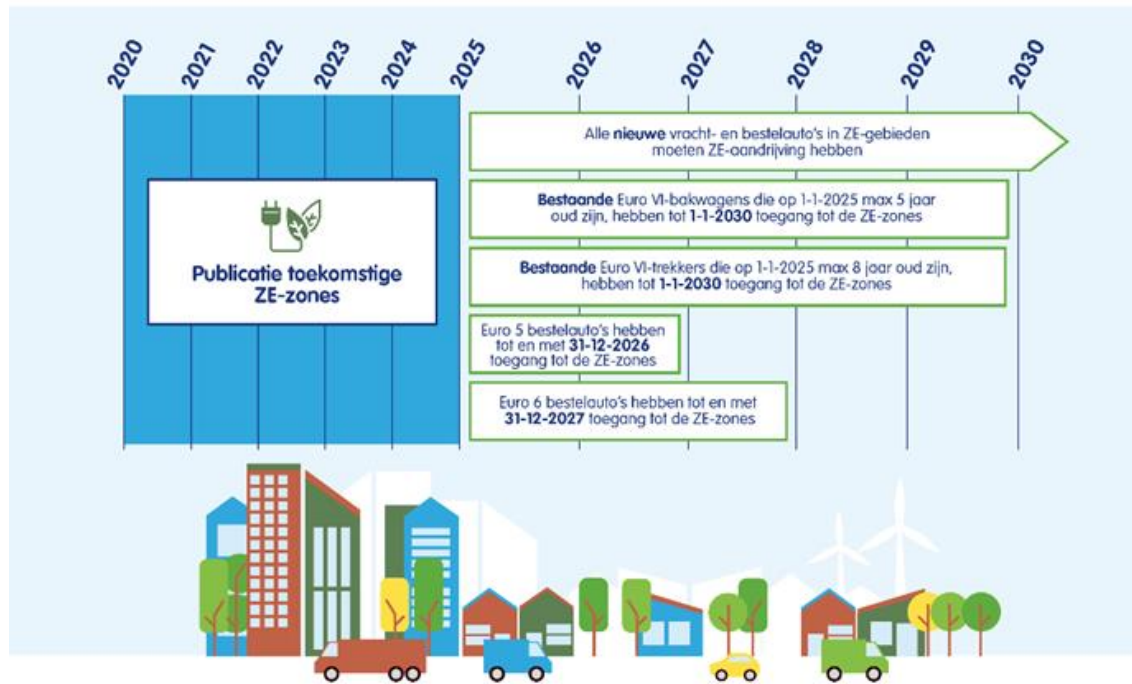 2020
2021
2022
2023
2024
2025
2026
2027
2028
2029
2030
Alle nieuwe vracht- en bestelauto's in ZE-gebieden
moeten ZE-aandrijving hebben
Publicatie toekomstige
ZE-zones
Bestaande Euro VI-bakwagens die op 1-1-2025 max 5 jaar
oud zijn, hebben tot 1-1-2030 toegang tot de ZE-zones
Bestaande Euro VI-trekkers die op 1-1-2025 max 8 jaar oud zijn,
hebben tot 1-1-2030 toegang tot de ZE-zones
Euro 5 bestelauto's hebben
tot en met 31-12-2026
toegang tot de ZE-zones
Euro 6 bestelauto's hebben tot en met
31-12-2027 toegang tot de ZE-zones